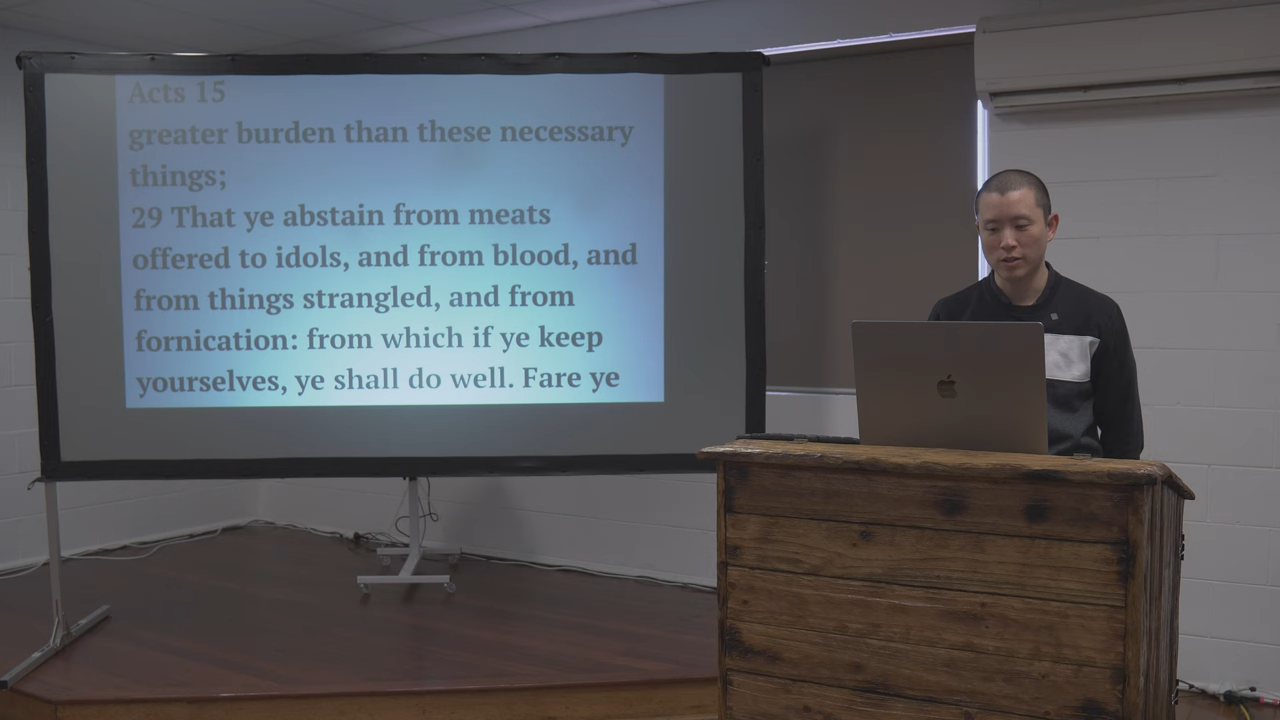 Acts 15
greater burden than these necessary
things;
29 That ye abstain from meats
offered to idols, and from blood, and
from things strangled, and from
fornication: from which if ye keep
yourselves, ye shall do well. Fare ye